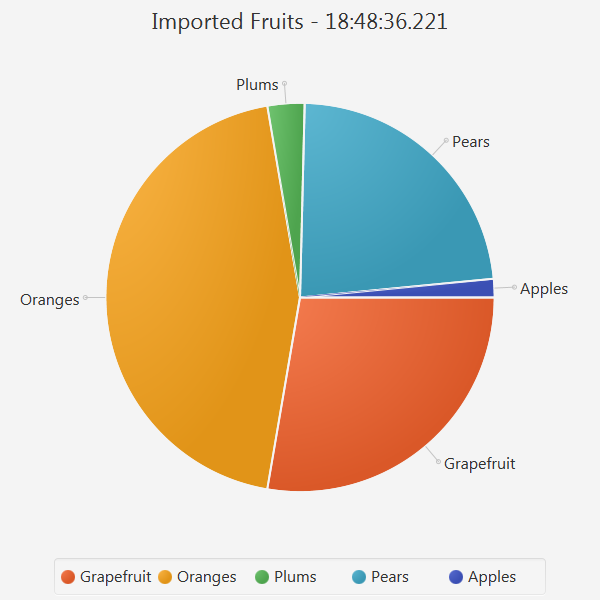 Imported Fruits - 18:48:36.221
Plums
Pears
Oranges
Apples
Grapefruit
Grapefruit Oranges Plums Pears Apples